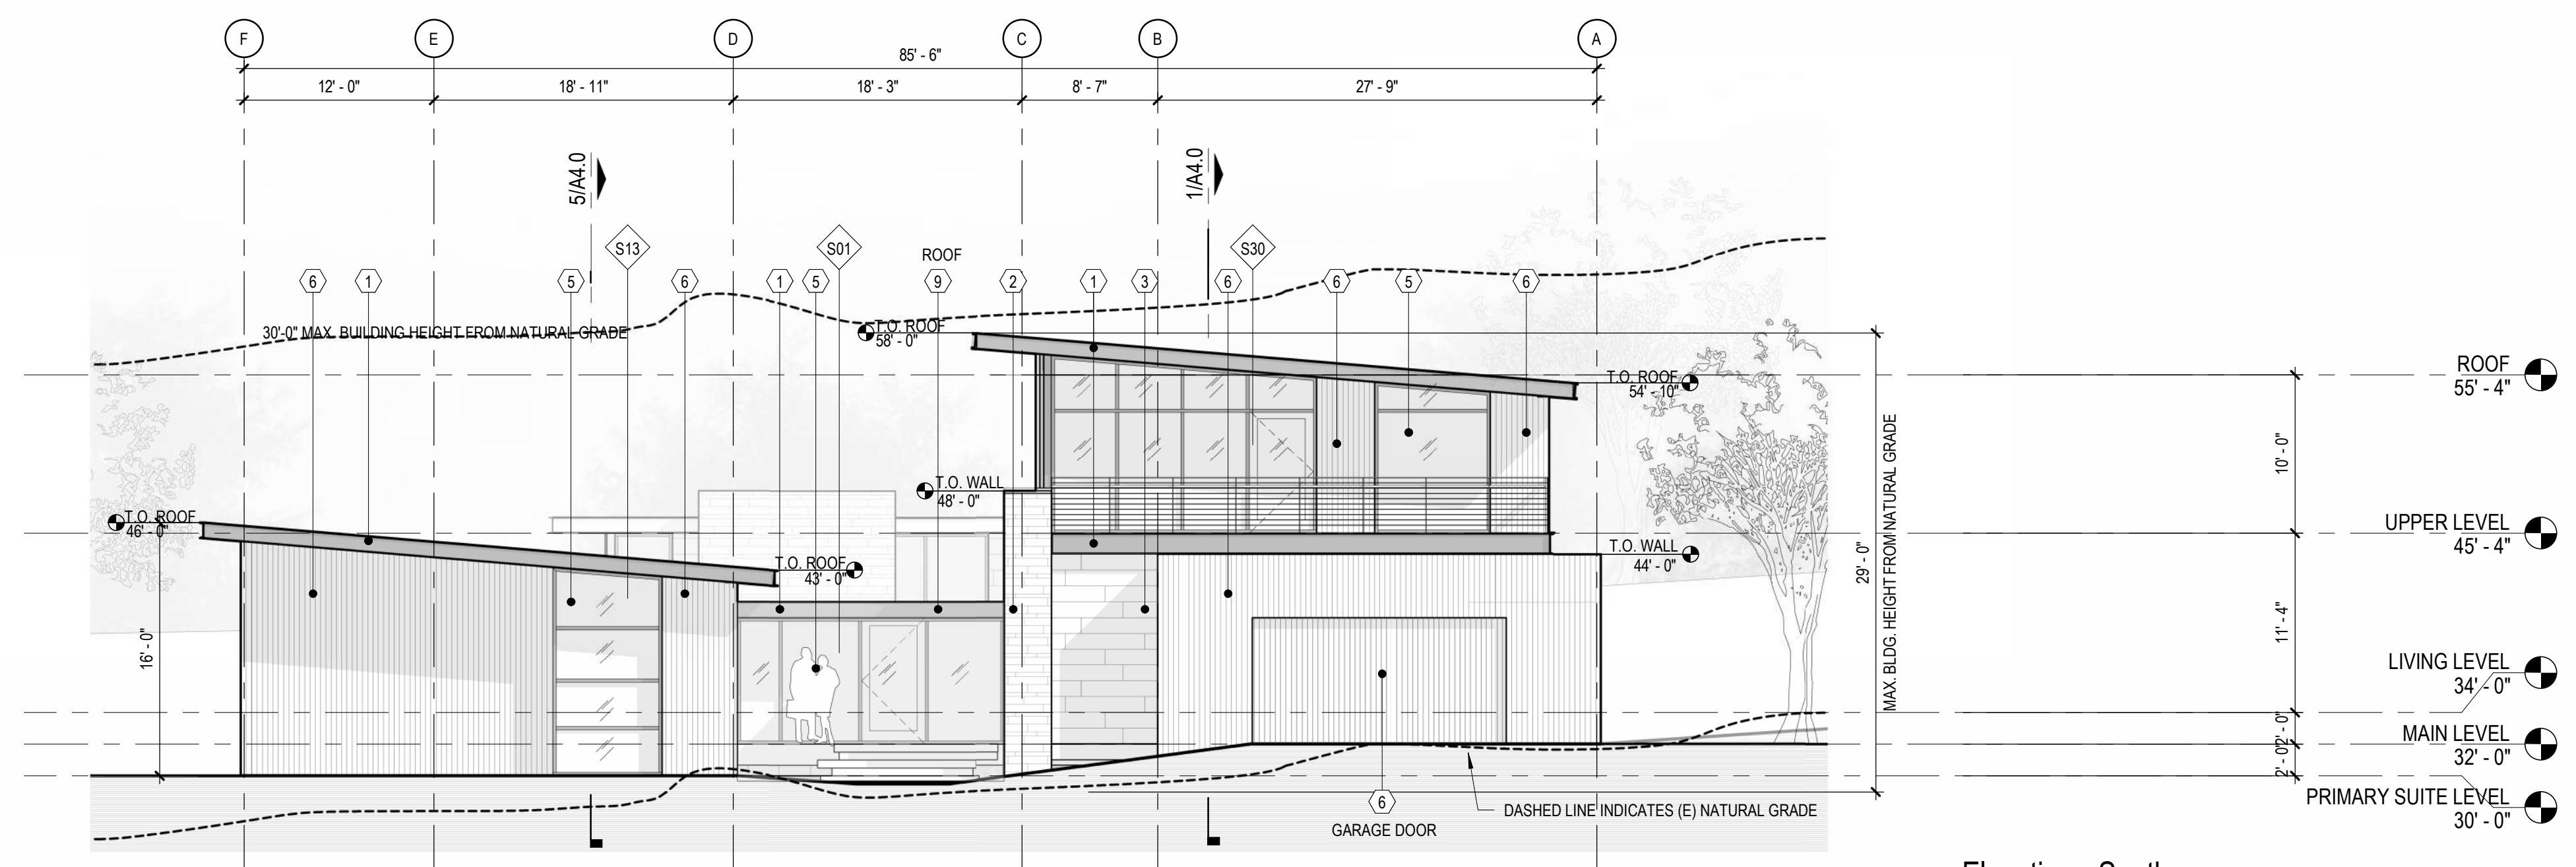 F
E
D
C
B
A
85' - 6"
12' - 0"
18' - 11"
18' - 3"
8' - 7"
27' - 9"
5/A4.0
1/A4.0
S13
S01
S30
ROOF
6
1
5
6
1
5
9
2
1
3
6
6
5
6
30'-0" MAX. BUILDING HEIGHT FROM NATURAL GRADE
T.O. ROOF
58' - 0"
T.O. ROOF
54' - 10"
T.O. WALL
48' - 0"
T.O. ROOF
46' - 0"
T.O. ROOF
43' - 0"
T.O. WALL
44' - 0"
16' - 0"
29' - 0"
MAX. BLDG. HEIGHT FROM NATURAL GRADE
10' - 0"
11' - 4"
2' - 0"
2' - 0"
ROOF
55' - 4"
UPPER LEVEL
45' - 4"
LIVING LEVEL
34' - 0"
MAIN LEVEL
32' - 0"
PRIMARY SUITE LEVEL
30' - 0"
6
GARAGE DOOR
DASHED LINE INDICATES (E) NATURAL GRADE